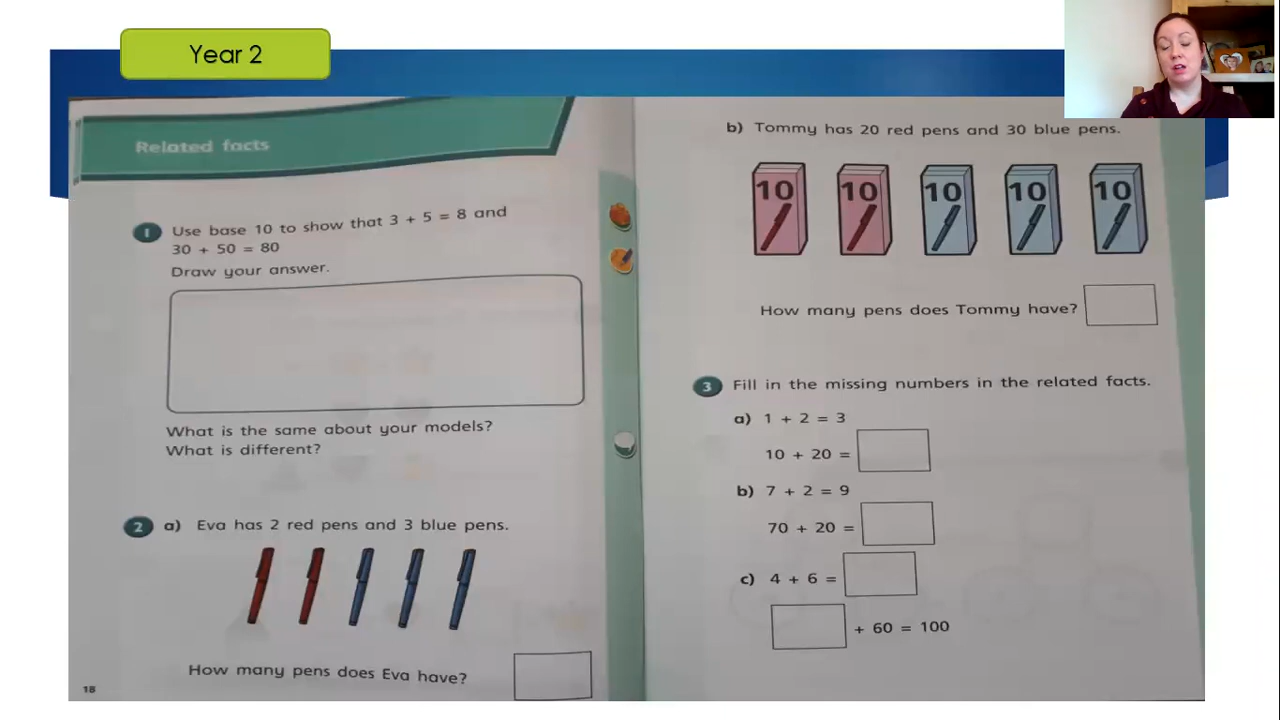 Year 2
Related facts
1 Use base 10 to show that 3 + 5 = 8 and
30 + 50 = 80
Draw your answer.
What is the same about your models?
What is different?
2 a) Eva has 2 red pens and 3 blue pens.
How many pens does Eva have?
18
b) Tommy has 20 red pens and 30 blue pens.
10 10 10 10 10
How many pens does Tommy have?
3 Fill in the missing numbers in the related facts.
a) 1 + 2 = 3
10 + 20 =
b) 7 + 2 = 9
70 + 20 =
c) 4 + 6 =
+ 60 = 100